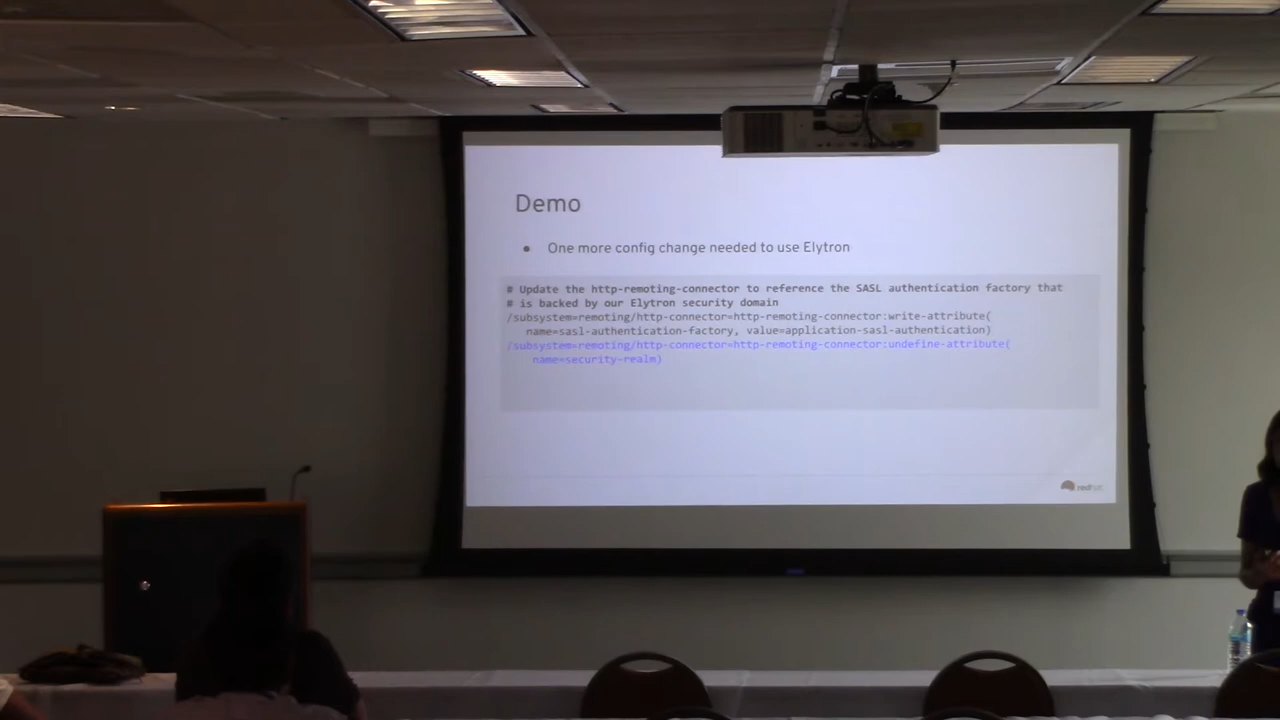 Demo
● One more config change needed to use Elytron
# Update the http-remoting-connector to reference the SASL authentication factory that
# is backed by our Elytron security domain
/subsystem=remoting/http-connector=http-remoting-connector:write-attribute(
name=sasl-authentication-factory, value=application-sasl-authentication)
/subsystem=remoting/http-connector=http-remoting-connector:undefine-attribute(
name=security-realm)
redhat